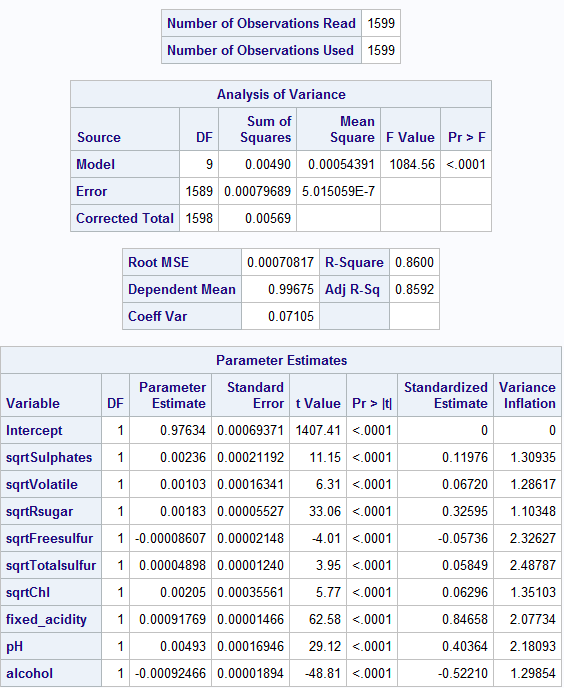 Number of Observations Read 1599
Number of Observations Used 1599
Analysis of Variance
Source DF Sum of Squares Mean Square F Value Pr > F
Model 9 0.00490 0.00054391 1084.56 <.0001
Error 1589 0.00079689 5.015059E-7
Corrected Total 1598 0.00569
Root MSE 0.00070817 R-Square 0.8600
Dependent Mean 0.99675 Adj R-Sq 0.8592
Coeff Var 0.07105
Parameter Estimates
Variable DF Parameter Estimate Standard Error t Value Pr > |t| Standardized Estimate Variance Inflation
Intercept 1 0.97634 0.00069371 1407.41 <.0001 0 0
sqrtSulphates 1 0.00236 0.00021192 11.15 <.0001 0.11976 1.30935
sqrtVolatile 1 0.00103 0.00016341 6.31 <.0001 0.06720 1.28617
sqrtRsugar 1 0.00183 0.00005527 33.06 <.0001 0.32595 1.10348
sqrtFreesulfur 1 -0.00008607 0.00002148 -4.01 <.0001 -0.05736 2.32627
sqrtTotalsulfur 1 0.00004898 0.00001240 3.95 <.0001 0.05849 2.48787
sqrtChl 1 0.00205 0.00035561 5.77 <.0001 0.06296 1.35103
fixed_acidity 1 0.00091769 0.00001466 62.58 <.0001 0.84658 2.07734
pH 1 0.00493 0.00016946 29.12 <.0001 0.40364 2.18093
alcohol 1 -0.00092466 0.00001894 -48.81 <.0001 -0.52210 1.29854